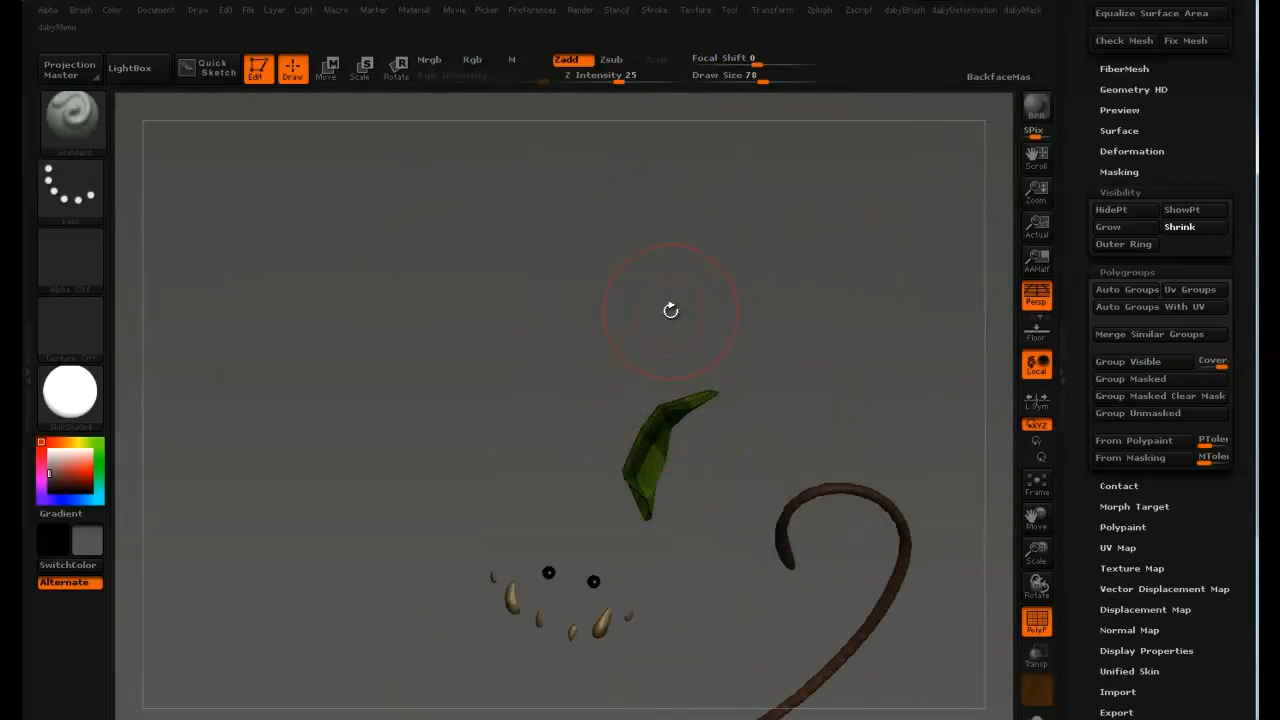 Alpha Brush Color Document Draw Edit File Layer Light Macro Marker Material Movie Picker Preferences Render Stencil Stroke Texture Tool Transform Zplugin Zscript dabyBrush dabyDeformation dabyMask
dabyMenu
Projection Master
LightBox
Quick Sketch
Edit
Draw
Move
Scale
Rotate
Mrgb Rgb M
Rgb Intensity
Zadd Zsub
Z Intensity 25
Focal Shift 0
Draw Size 78
BackfaceMas
Standard
Dots
Alpha Off
Texture Off
SkinShade4
Gradient
SwitchColor
Alternate
BPR
SPix
Scroll
Zoom
Actual
AAHalf
Persp
Floor
Local
L.Sym
XYZ
Frame
Move
Scale
Rotate
PolyF
Transp
Equalize Surface Area
Check Mesh Fix Mesh
FiberMesh
Geometry HD
Preview
Surface
Deformation
Masking
Visibility
HidePt ShowPt
Grow Shrink
Outer Ring
Polygroups
Auto Groups Uv Groups
Auto Groups With UV
Merge Similar Groups
Group Visible Cover
Group Masked
Group Masked Clear Mask
Group Unmasked
From Polypaint PToler
From Masking MToler
Contact
Morph Target
Polypaint
UV Map
Texture Map
Vector Displacement Map
Displacement Map
Normal Map
Display Properties
Unified Skin
Import
Export